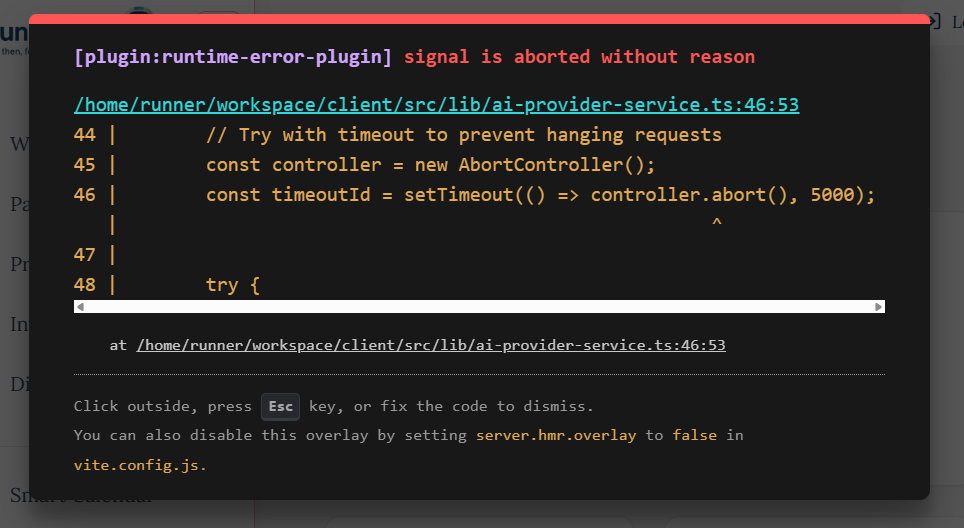 [plugin:runtime-error-plugin] signal is aborted without reason
/home/runner/workspace/client/src/lib/ai-provider-service.ts:46:53
44 |        // Try with timeout to prevent hanging requests
45 |        const controller = new AbortController();
46 |        const timeoutId = setTimeout(() => controller.abort(), 5000);
   |                                                      ^
47 |
48 |        try {
at /home/runner/workspace/client/src/lib/ai-provider-service.ts:46:53
Click outside, press Esc key, or fix the code to dismiss.
You can also disable this overlay by setting server.hmr.overlay to false in
vite.config.js.